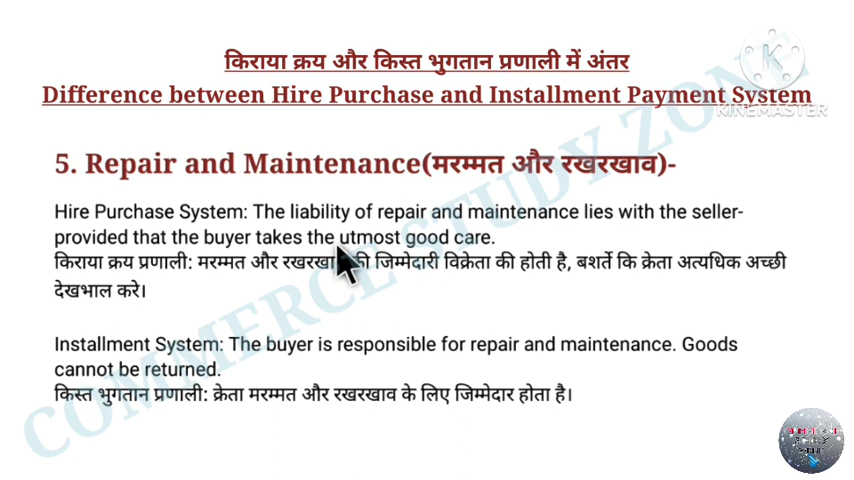 किराया क्रय और किस्त भुगतान प्रणाली में अंतर
Difference between Hire Purchase and Installment Payment System
KINEMASTER
5. Repair and Maintenance(मरम्मत और रखरखाव)-
Hire Purchase System: The liability of repair and maintenance lies with the seller-
provided that the buyer takes the utmost good care.
किराया क्रय प्रणाली: मरम्मत और जिम्मेदारी विक्रेता की होती है, बशर्ते कि क्रेता अत्यधिक अच्छी
देखभाल करे।
Installment System: The buyer is responsible for repair and maintenance. Goods
cannot be returned.
किस्त भुगतान प्रणाली: क्रेता मरम्मत और रखरखाव के लिए जिम्मेदार होता है।
COMMERCE STUDY ZONE